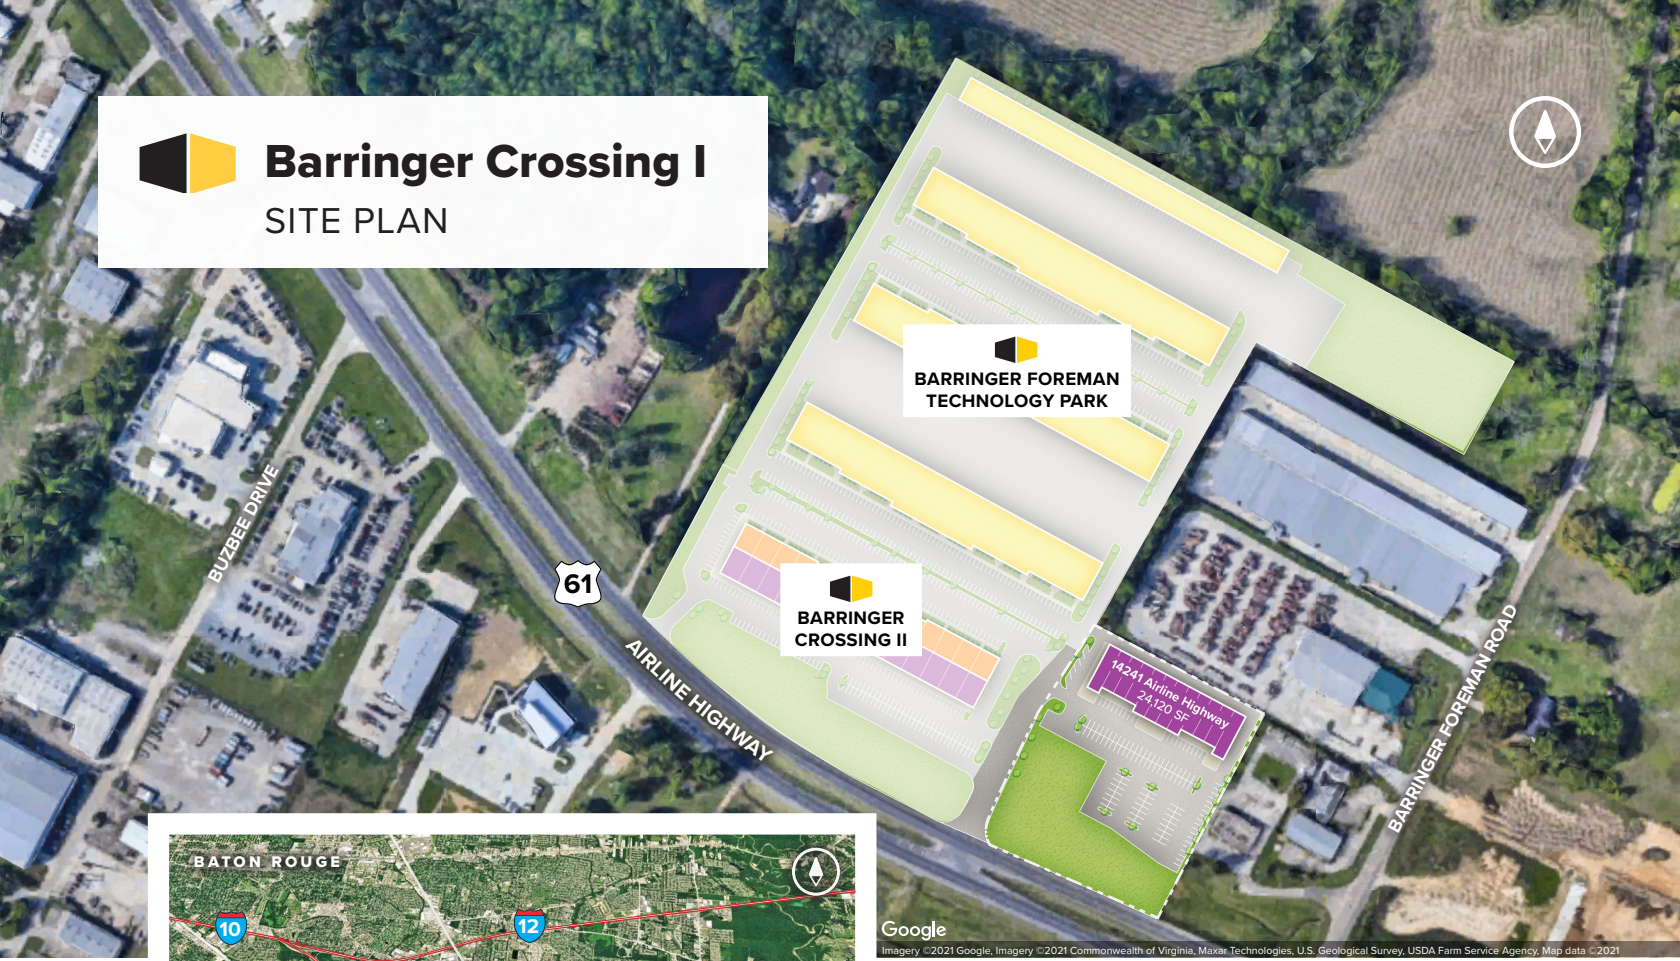 Barringer Crossing I
SITE PLAN
BARRINGER FOREMAN
TECHNOLOGY PARK
BUZBEE DRIVE
61
BARRINGER
CROSSING II
AIRLINE HIGHWAY
14241 Airline Highway
24,120 SF
BARRINGER FOREMAN ROAD
BATON ROUGE
10
12
Google
Imagery ©2021 Google, Imagery ©2021 Commonwealth of Virginia, Maxar Technologies, U.S. Geological Survey, USDA Farm Service Agency, Map data ©2021